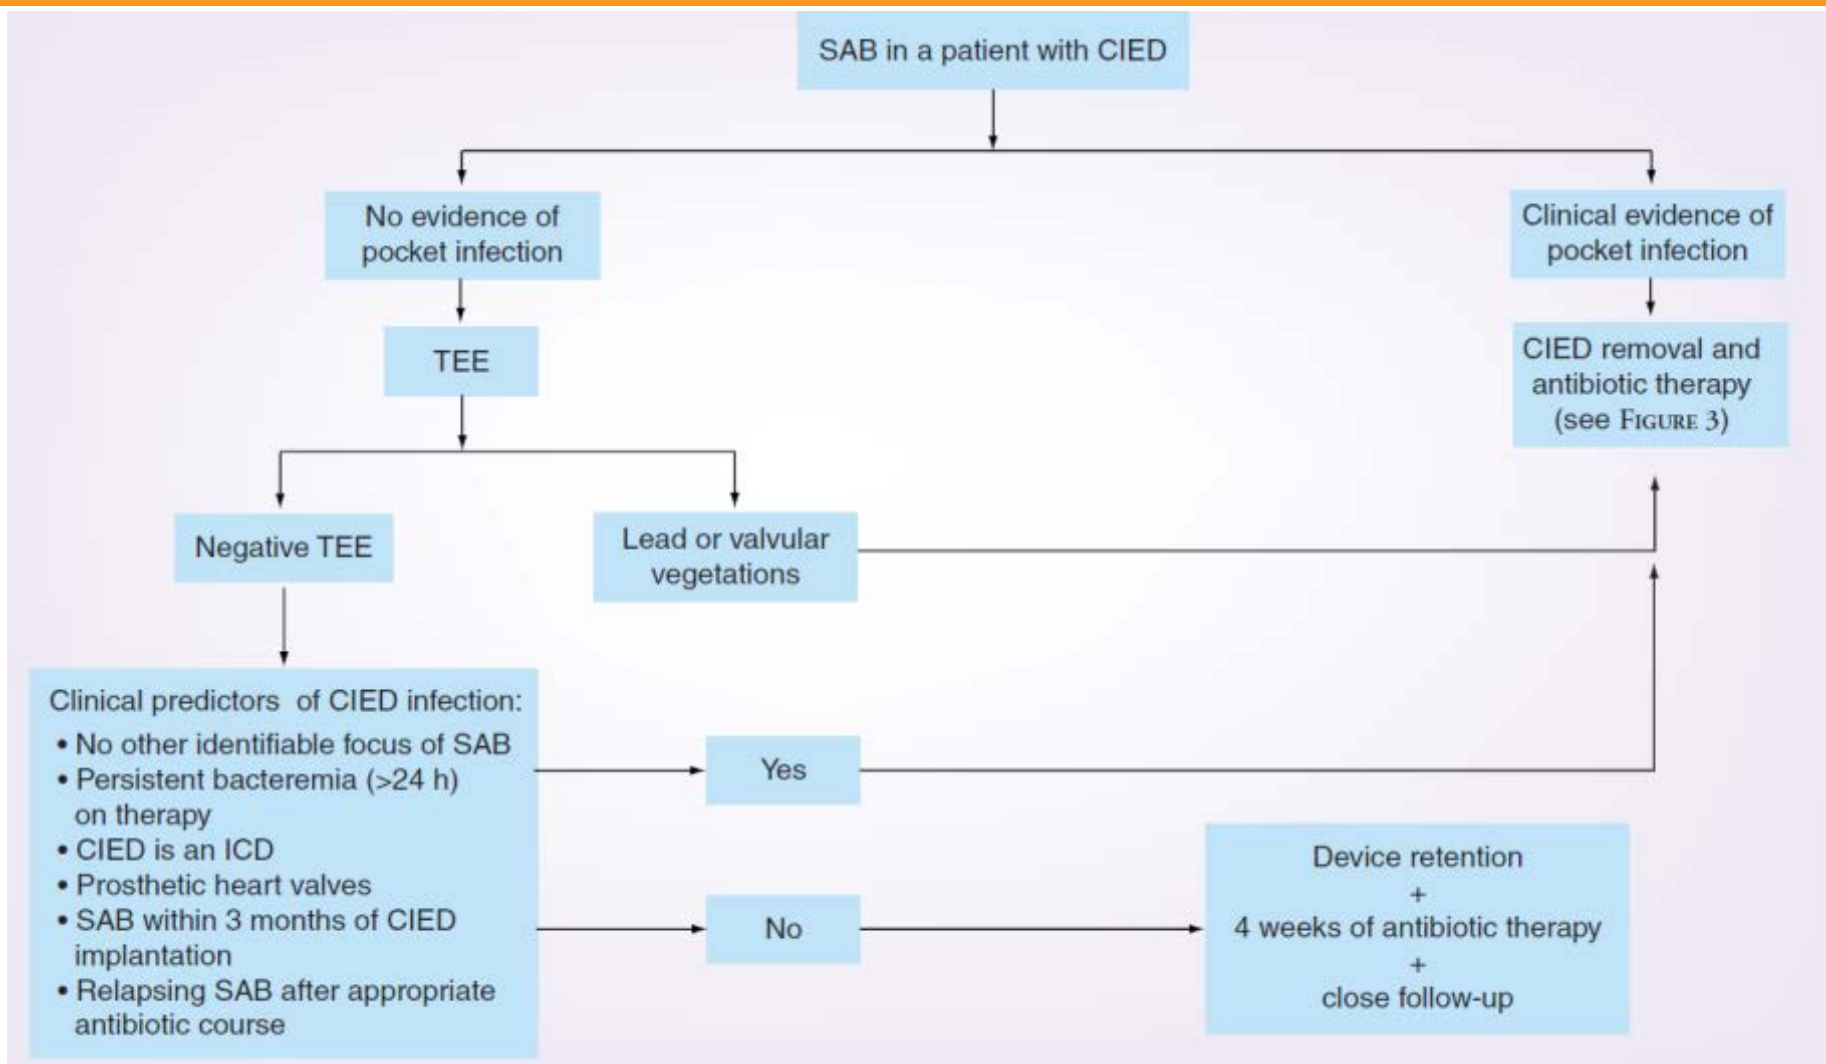 SAB in a patient with CIED
No evidence of
pocket infection
Clinical evidence of
pocket infection
TEE
CIED removal and
antibiotic therapy
(see FIGURE 3)
Negative TEE
Lead or valvular
vegetations
Clinical predictors of CIED infection:
• No other identifiable focus of SAB
• Persistent bacteremia (>24 h)
on therapy
• CIED is an ICD
• Prosthetic heart valves
• SAB within 3 months of CIED
implantation
• Relapsing SAB after appropriate
antibiotic course
Yes
No
Device retention
+
4 weeks of antibiotic therapy
+
close follow-up